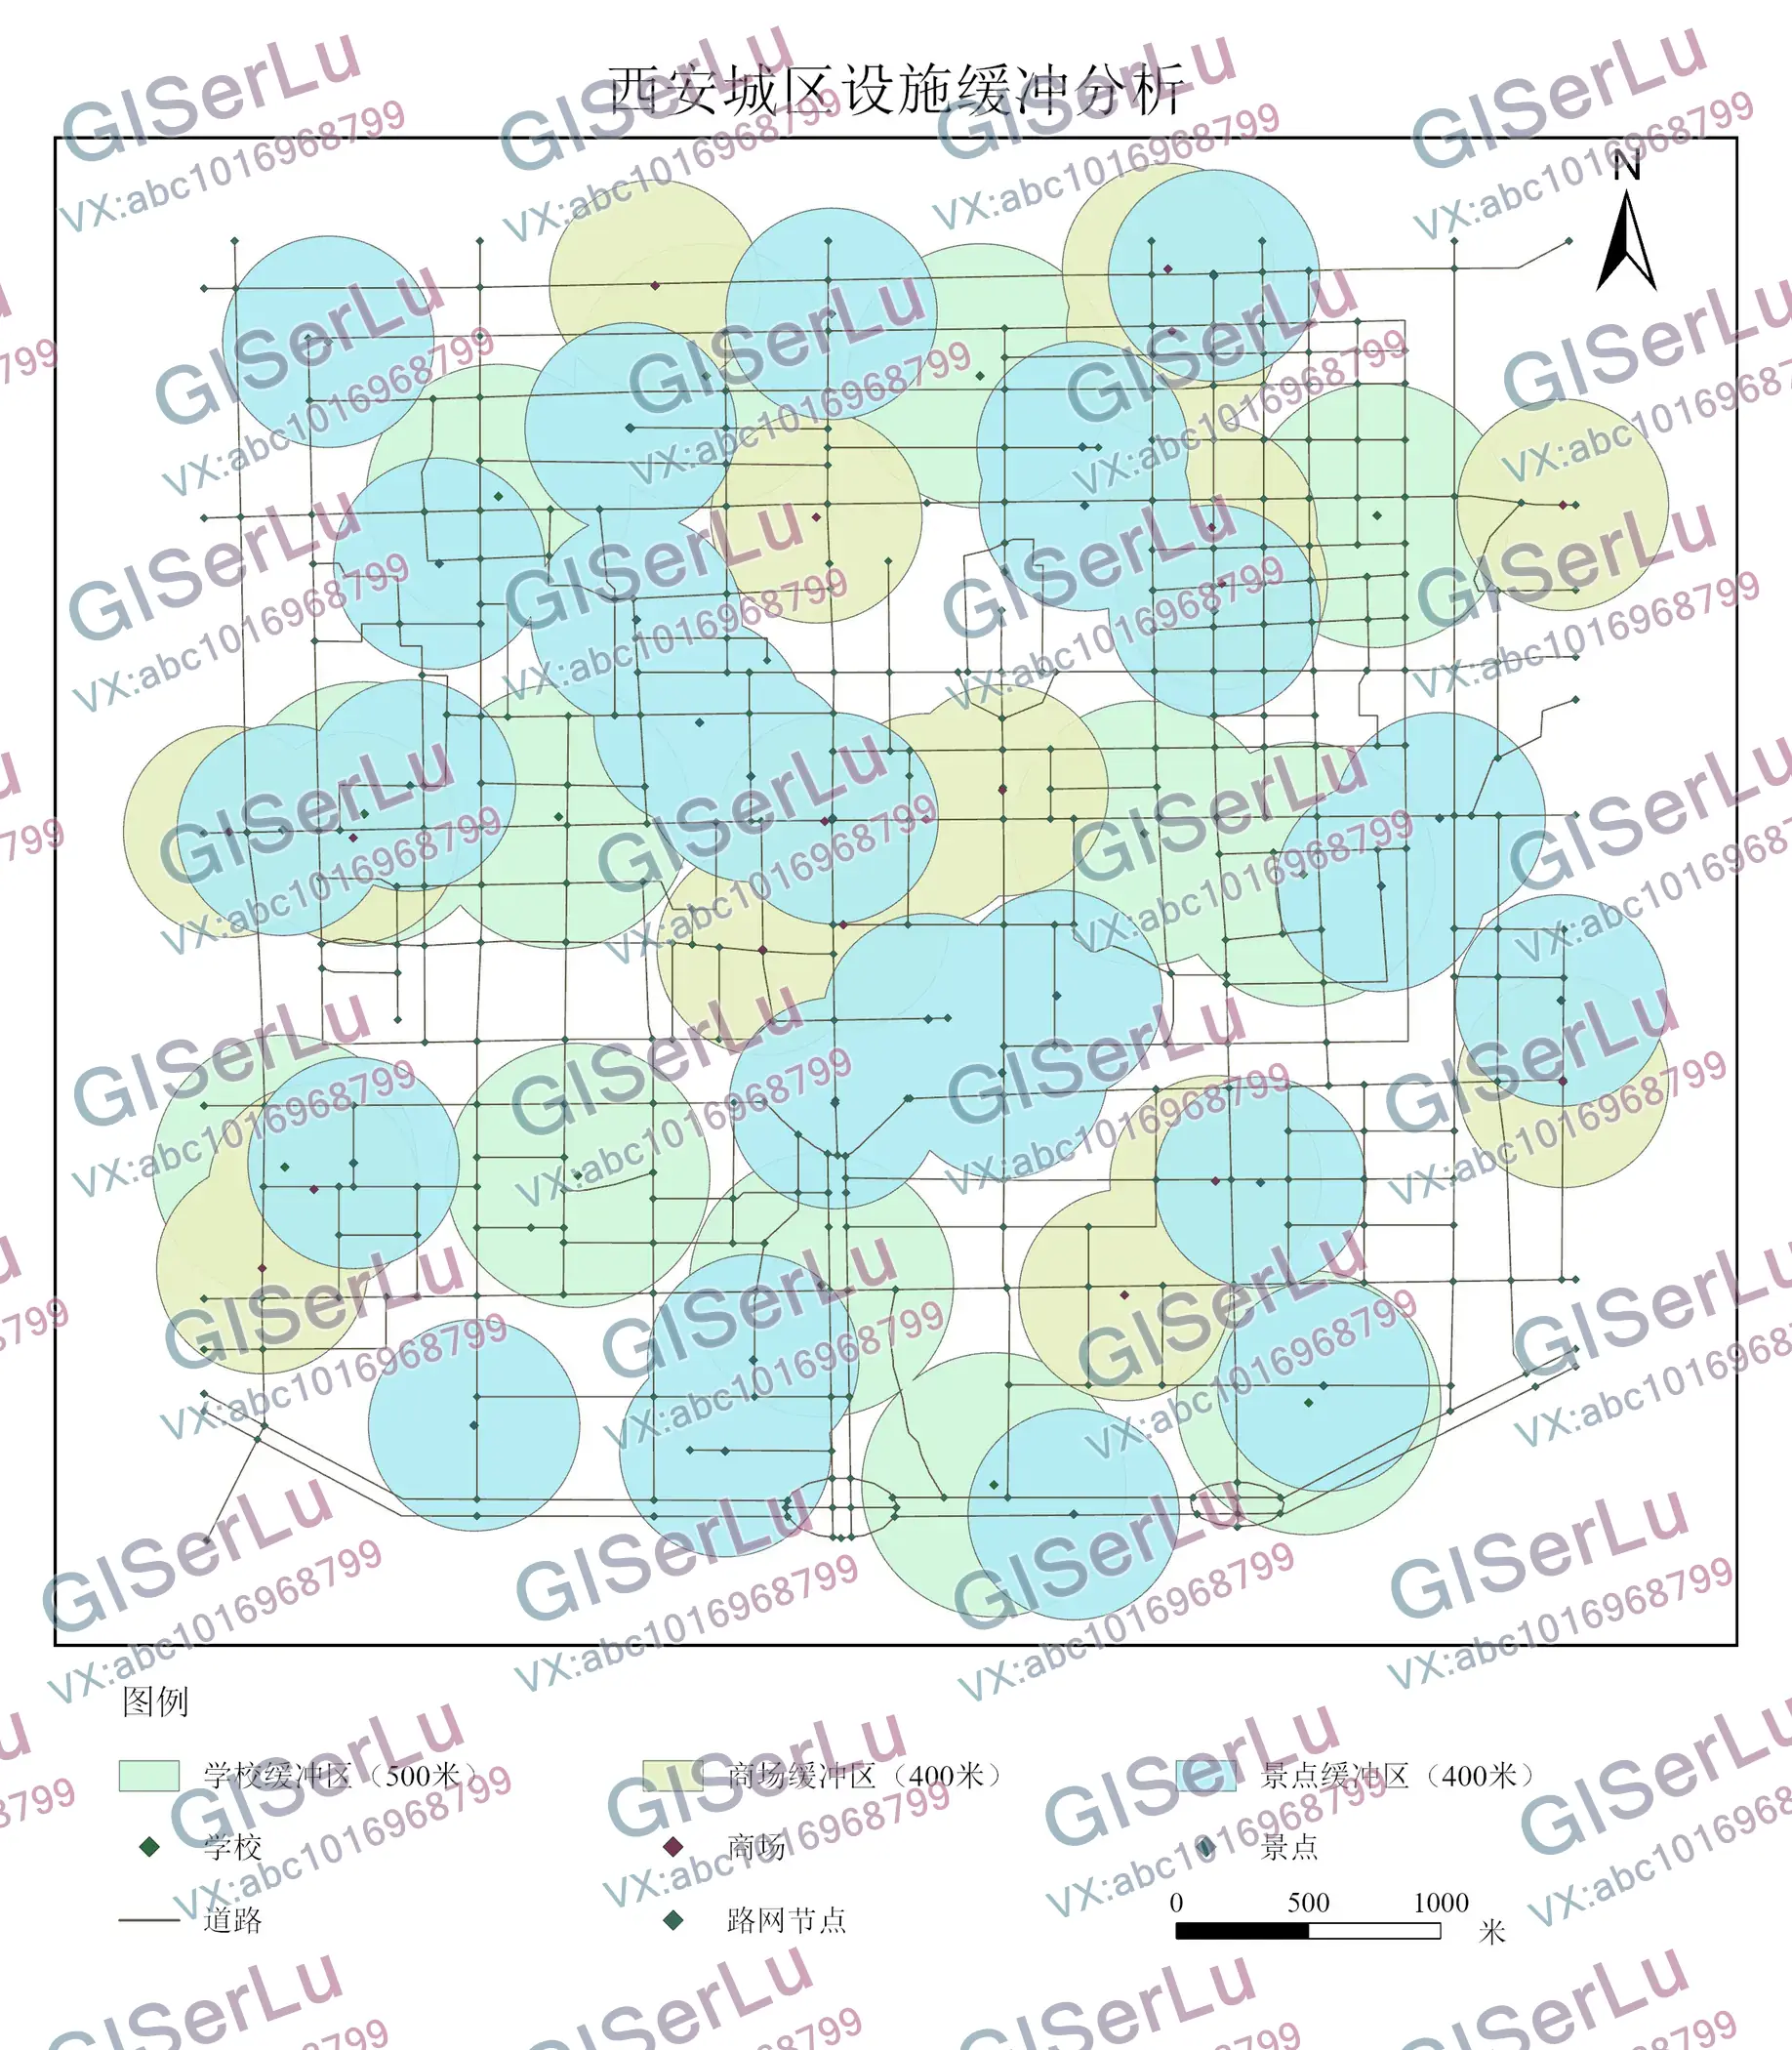 西安城区设施缓冲分析
N
图例
学校缓冲区（500米）
商场缓冲区（400米）
景点缓冲区（400米）
学校
商场
景点
道路
路网节点
0 500 1000
米
GISerLu
VX:abc1016968799